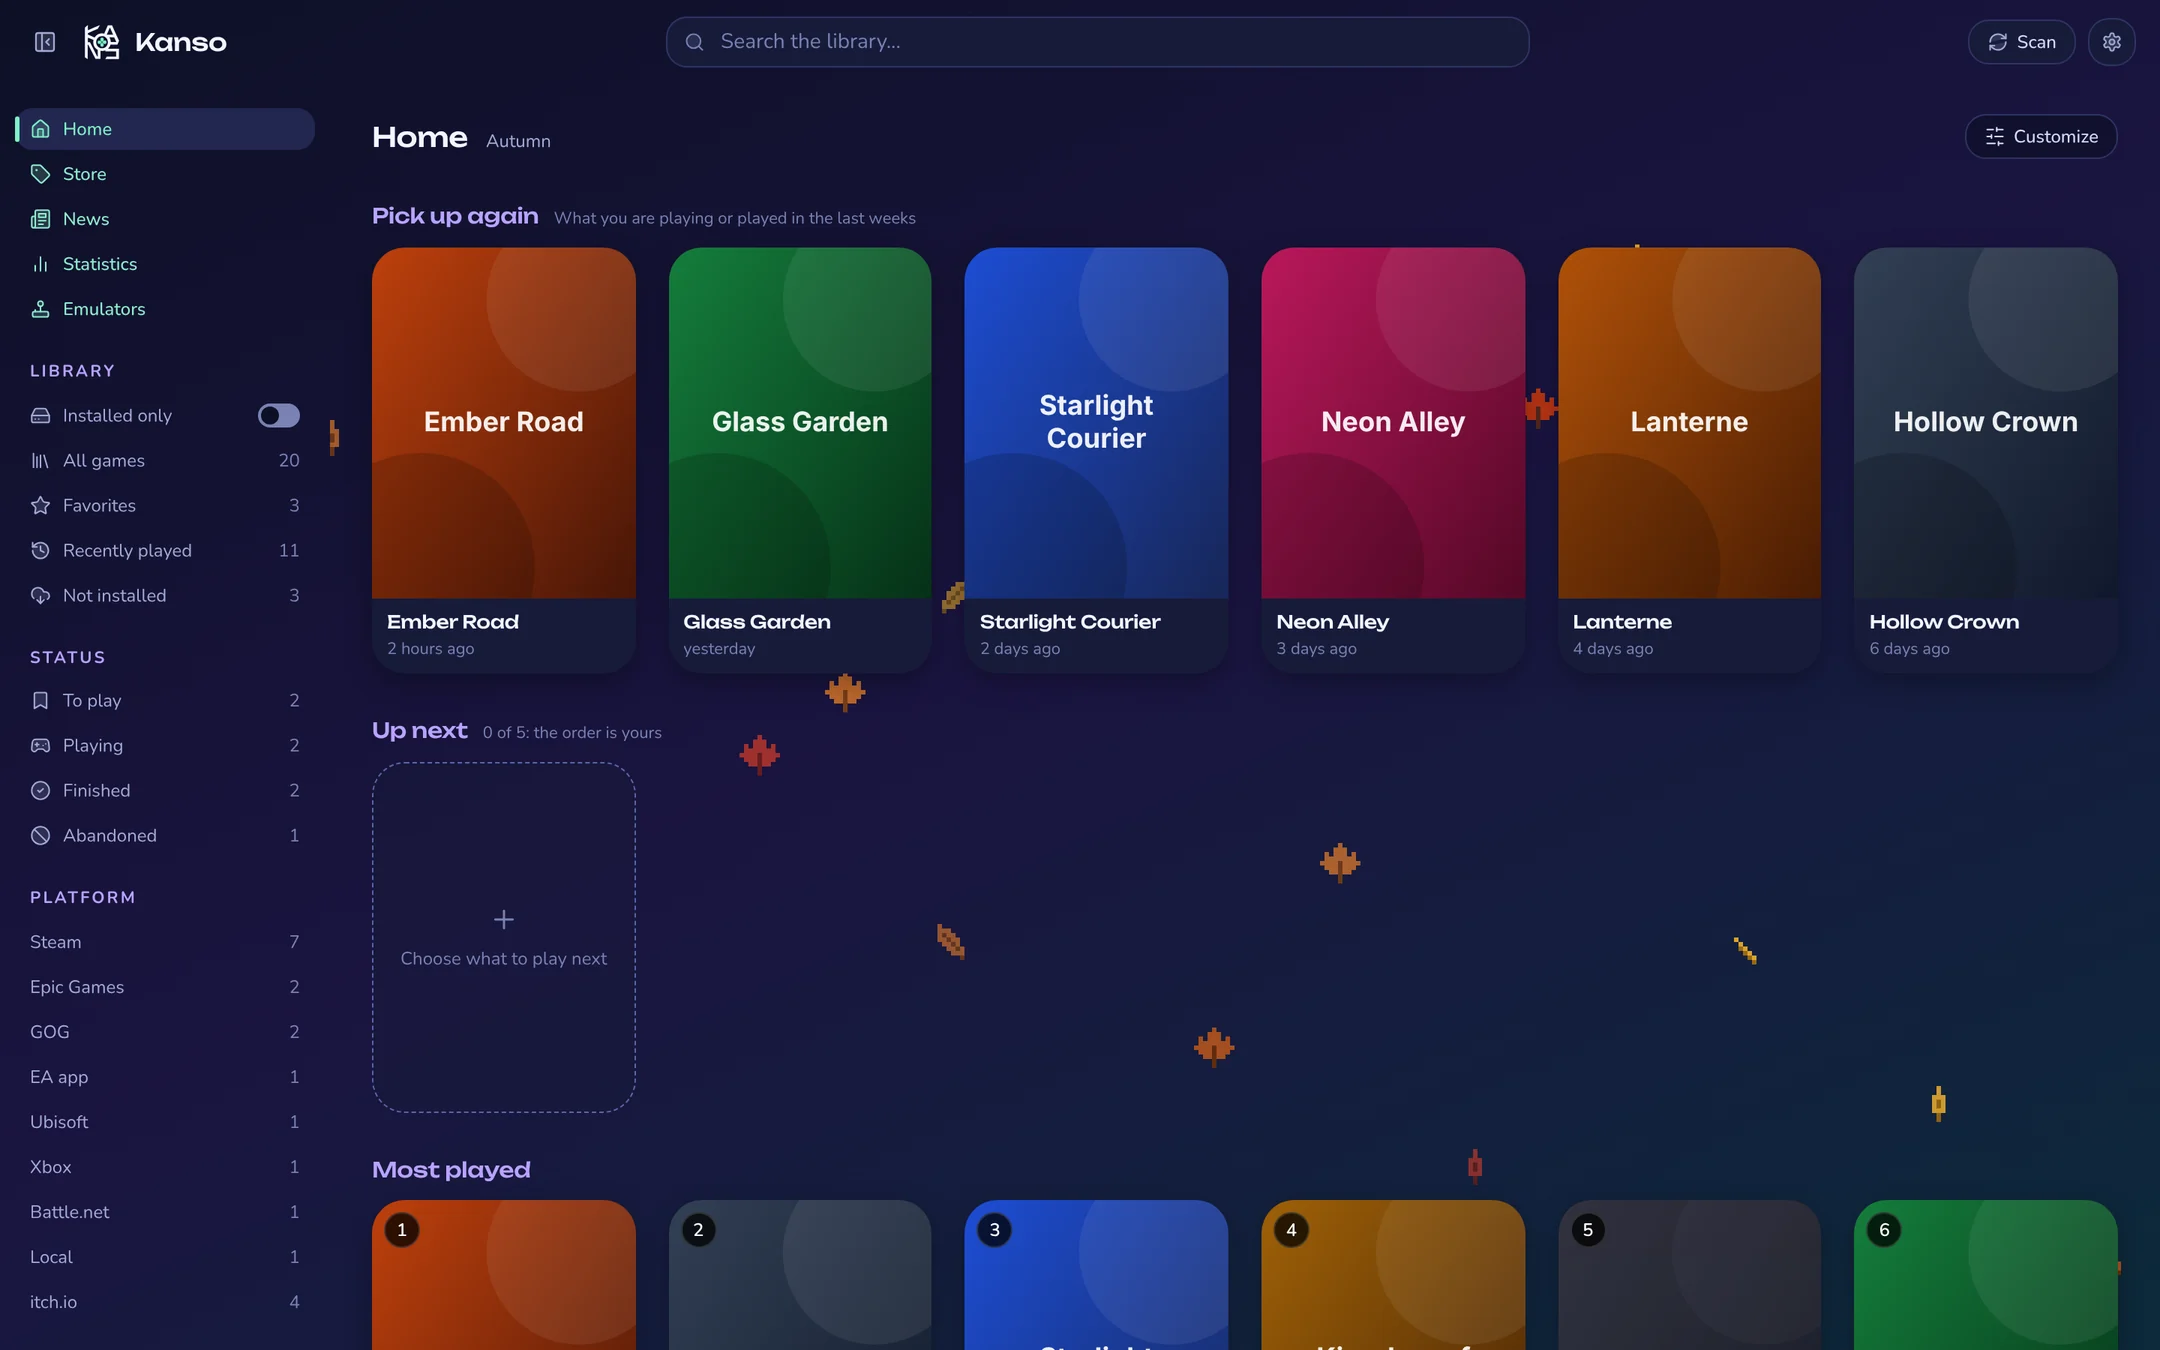 Kanso
Search the library...
Scan
Home
Store
News
Statistics
Emulators
LIBRARY
Installed only
All games 20
Favorites 3
Recently played 11
Not installed 3
STATUS
To play 2
Playing 2
Finished 2
Abandoned 1
PLATFORM
Steam 7
Epic Games 2
GOG 2
EA app 1
Ubisoft 1
Xbox 1
Battle.net 1
Local 1
itch.io 4
Home Autumn
Customize
Pick up again What you are playing or played in the last weeks
Ember Road
Glass Garden
Starlight
Courier
Neon Alley
Lanterne
Hollow Crown
Ember Road
2 hours ago
Glass Garden
yesterday
Starlight Courier
2 days ago
Neon Alley
3 days ago
Lanterne
4 days ago
Hollow Crown
6 days ago
Up next 0 of 5: the order is yours
Choose what to play next
Most played
1
2
3
4
5
6